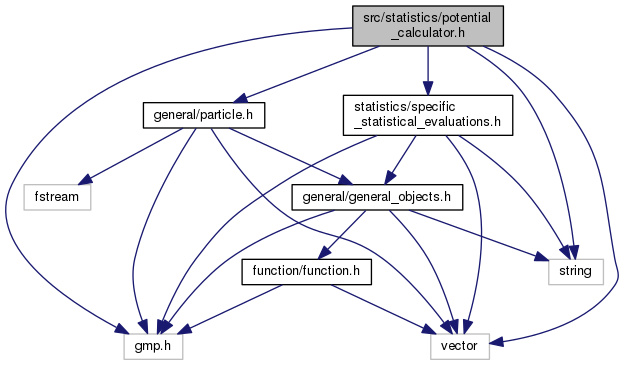 src/statistics/potential
_calculator.h
general/particle.h
statistics/specific
_statistical_evaluations.h
fstream
general/general_objects.h
function/function.h
string
gmp.h
vector